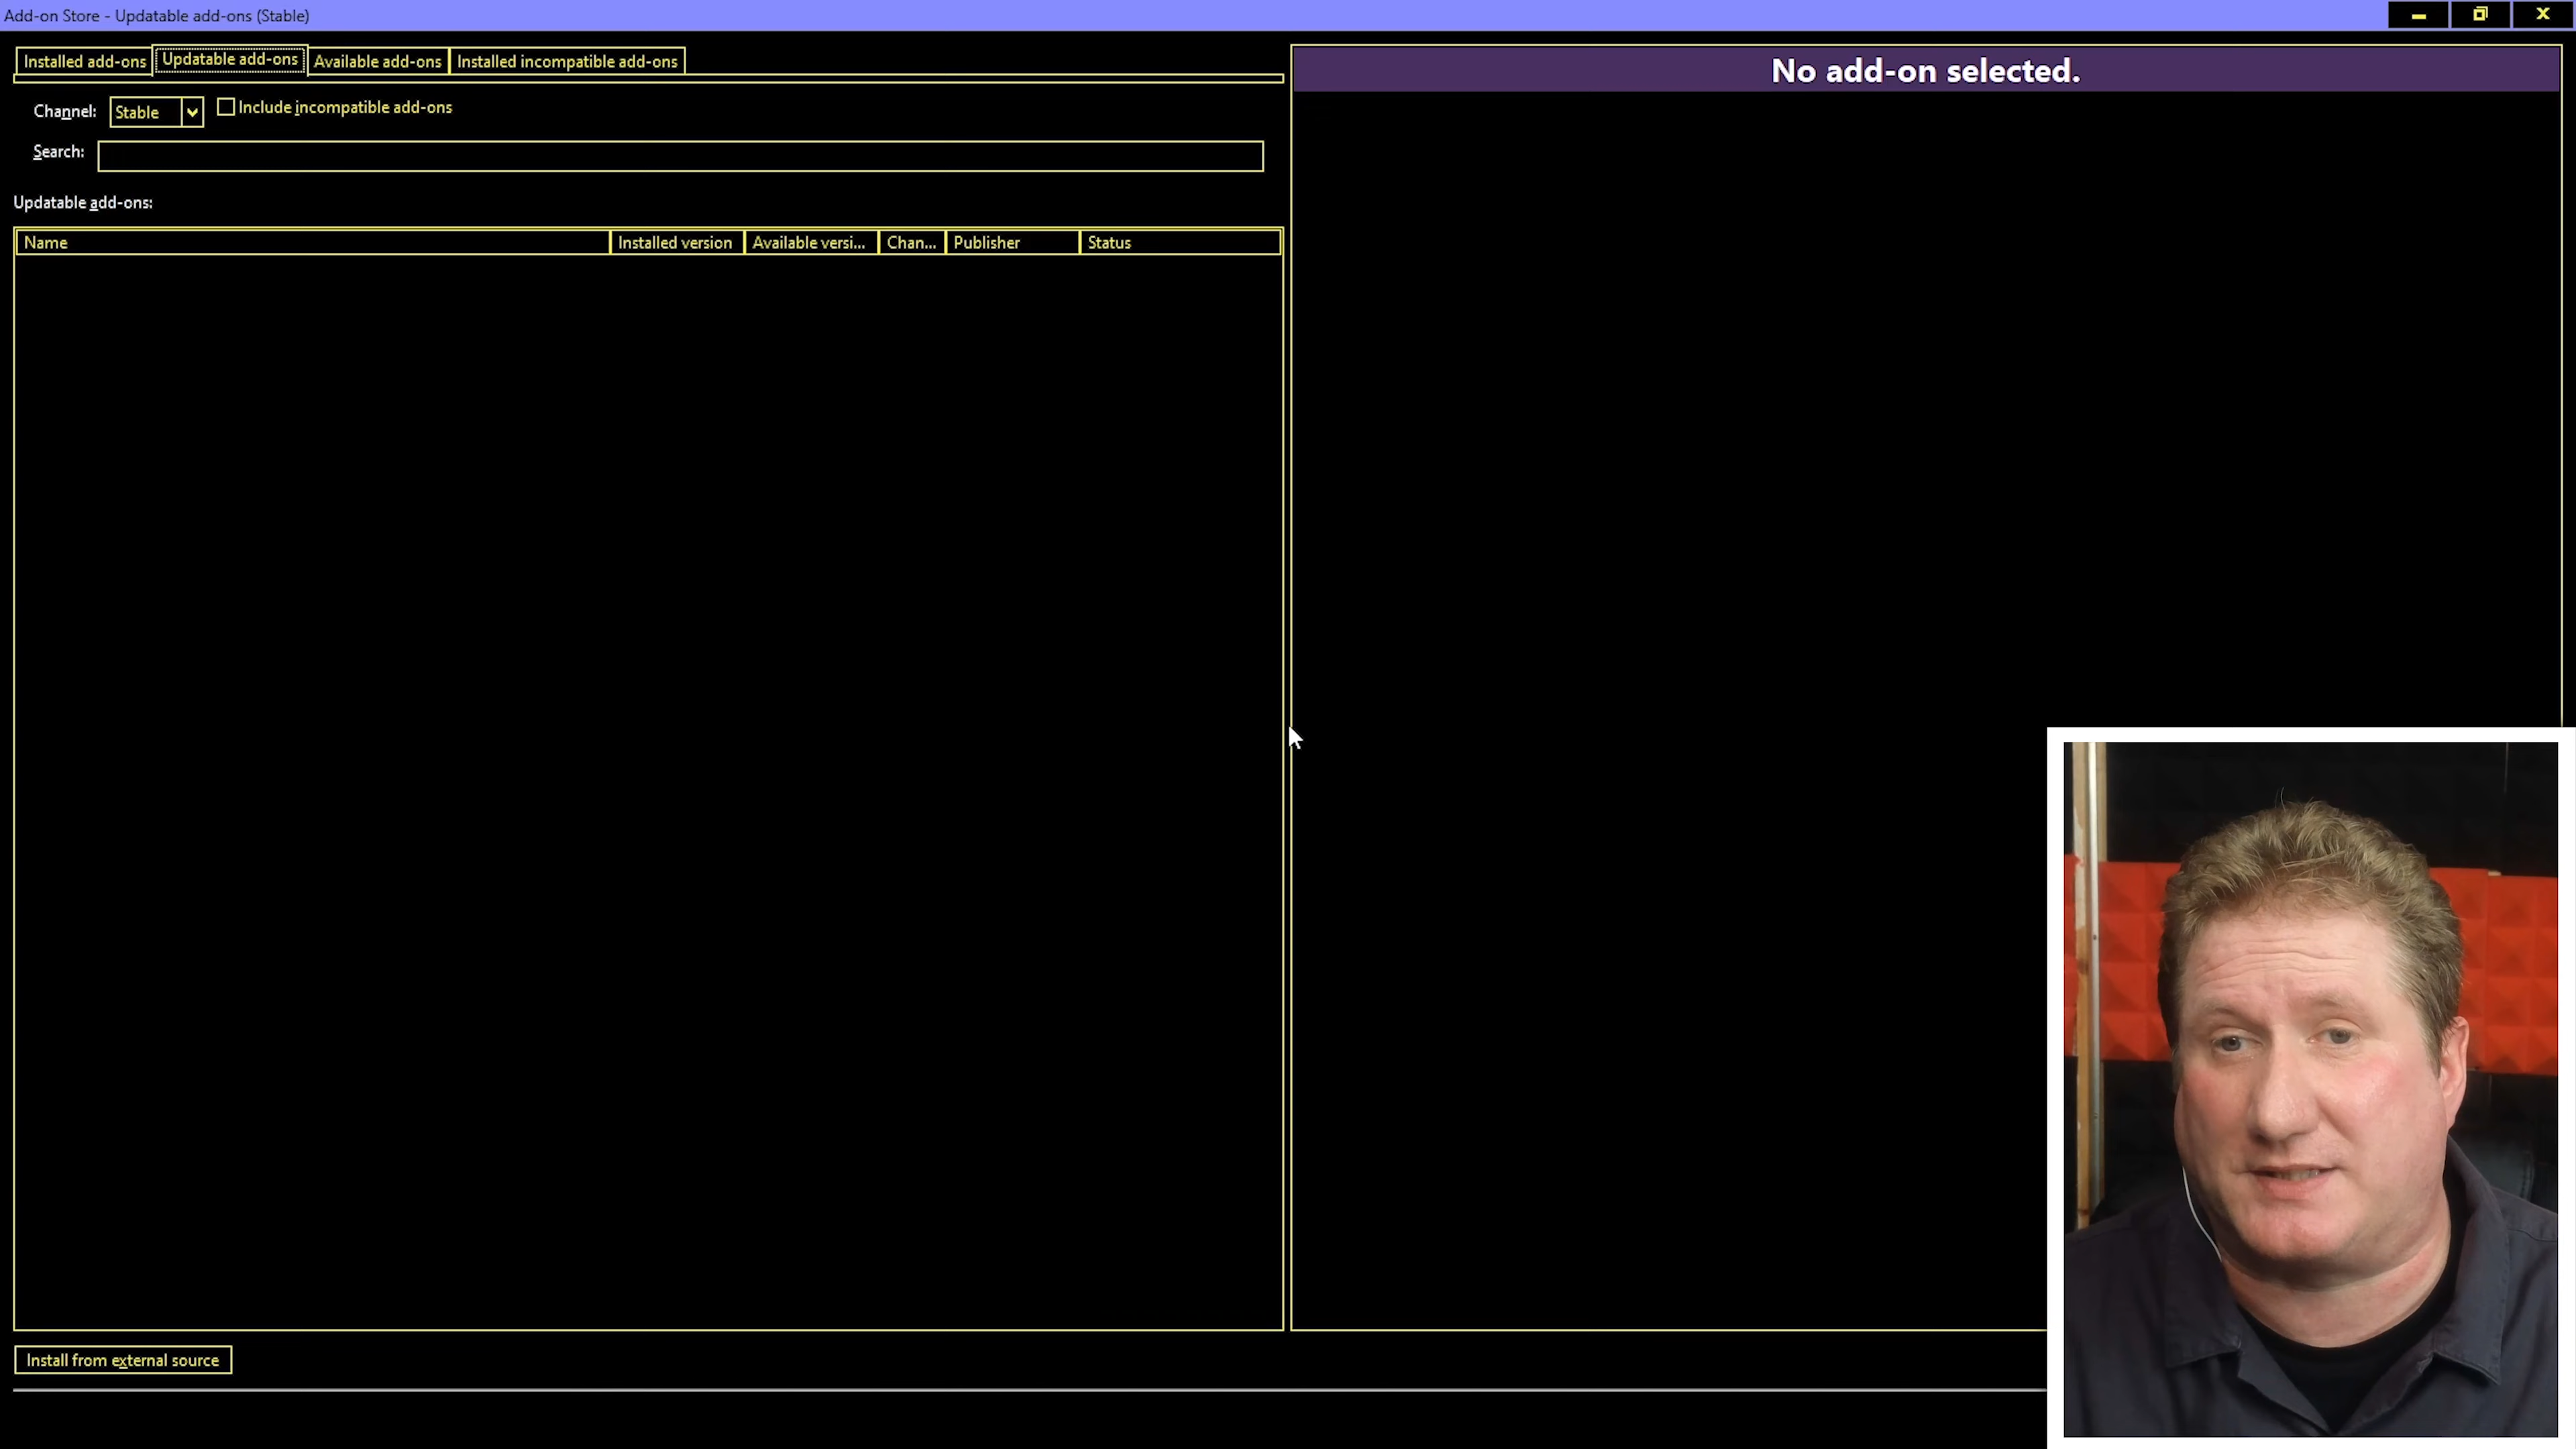 Add-on Store - Updatable add-ons (Stable)
Installed add-ons Updatable add-ons Available add-ons Installed incompatible add-ons
No add-on selected.
Channel: Stable Include incompatible add-ons
Search:
Updatable add-ons:
Name Installed version Available versi... Chan... Publisher Status
Install from external source